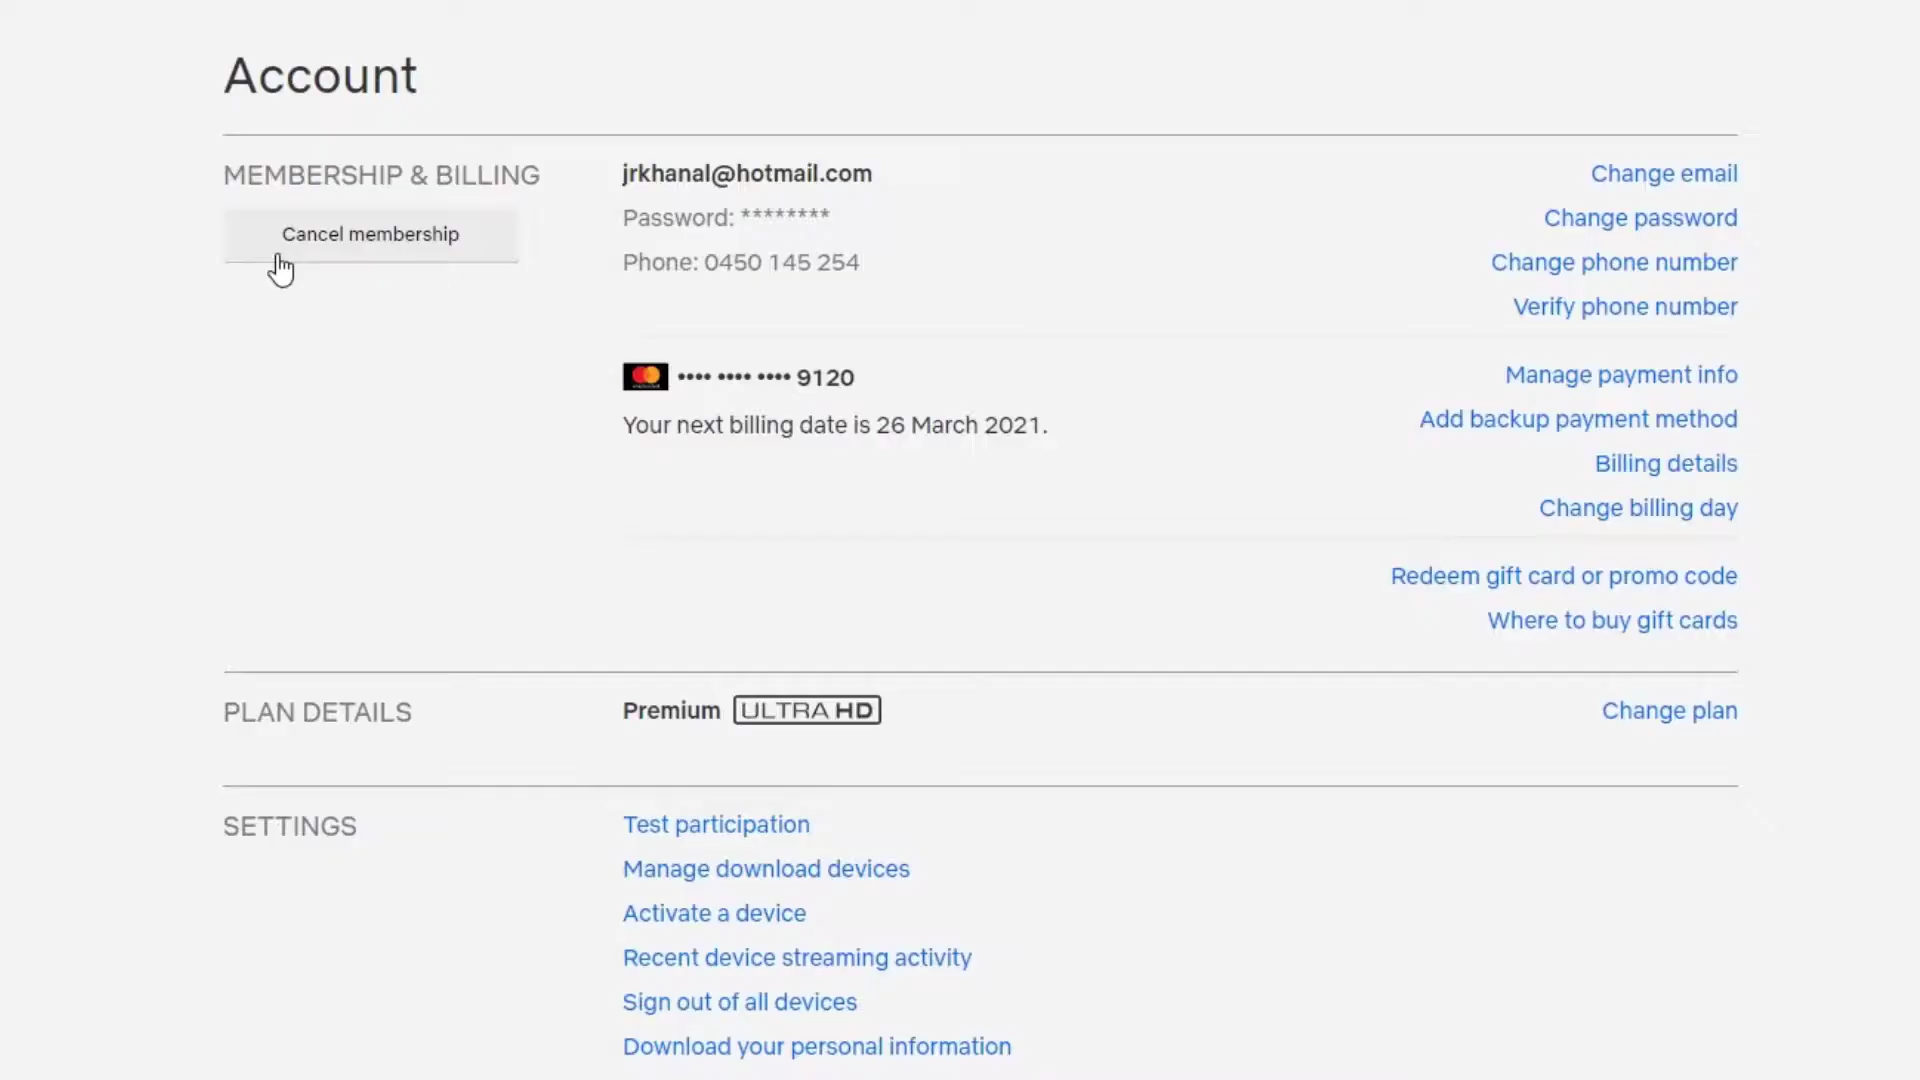 Account
MEMBERSHIP & BILLING
Cancel membership
jrkhanal@hotmail.com
Change email
Password: ********
Change password
Phone: 0450 145 254
Change phone number
Verify phone number
•••• •••• •••• 9120
Manage payment info
Your next billing date is 26 March 2021.
Add backup payment method
Billing details
Change billing day
Redeem gift card or promo code
Where to buy gift cards
PLAN DETAILS
Premium ULTRA HD
Change plan
SETTINGS
Test participation
Manage download devices
Activate a device
Recent device streaming activity
Sign out of all devices
Download your personal information